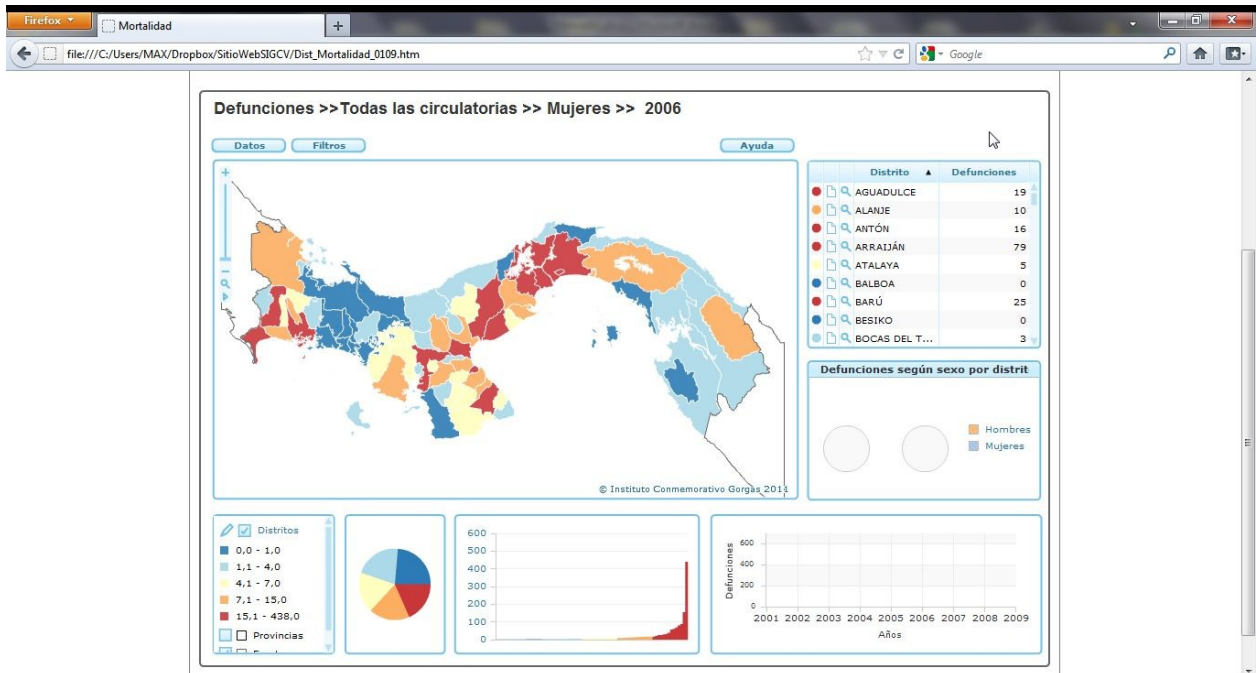 Firefox
Mortalidad
file:///C:/Users/MAX/Dropbox/SitioWebSIGCV/Dist_Mortalidad_0109.htm
Google
Defunciones >>Todas las circulatorias >> Mujeres >> 2006
Datos
Filtros
Ayuda
© Instituto Conmemorativo Gorgas 2011
Distrito ▲ Defunciones
AGUADULCE 19
ALANJE 10
ANTÓN 16
ARRAIJÁN 79
ATALAYA 5
BALBOA 0
BARÚ 25
BESIKO 0
BOCAS DEL T... 3
Defunciones según sexo por distrit
Hombres
Mujeres
Distritos
0,0 - 1,0
1,1 - 4,0
4,1 - 7,0
7,1 - 15,0
15,1 - 438,0
Provincias
600
500
400
300
200
100
0
Defunciones
600
400
200
0
2001 2002 2003 2004 2005 2006 2007 2008 2009
Años